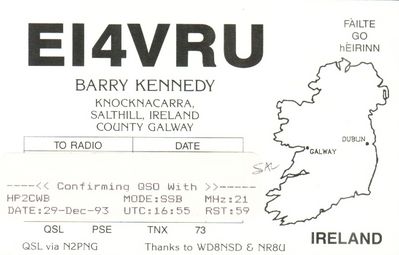 EI4VRU
FÀILTE
GO
hEIRINN
BARRY KENNEDY
KNOCKNACARRA,
SALTHILL, IRELAND
COUNTY GALWAY
TO RADIO DATE
DUBLIN
GALWAY
----<< Confirming QSO With >>----
HP2CWB MODE:SSB MHz:21
DATE:29-Dec-93 UTC:16:55 RST:59
QSL PSE TNX 73
IRELAND
QSL via N2PNG Thanks to WD8NSD & NR8U